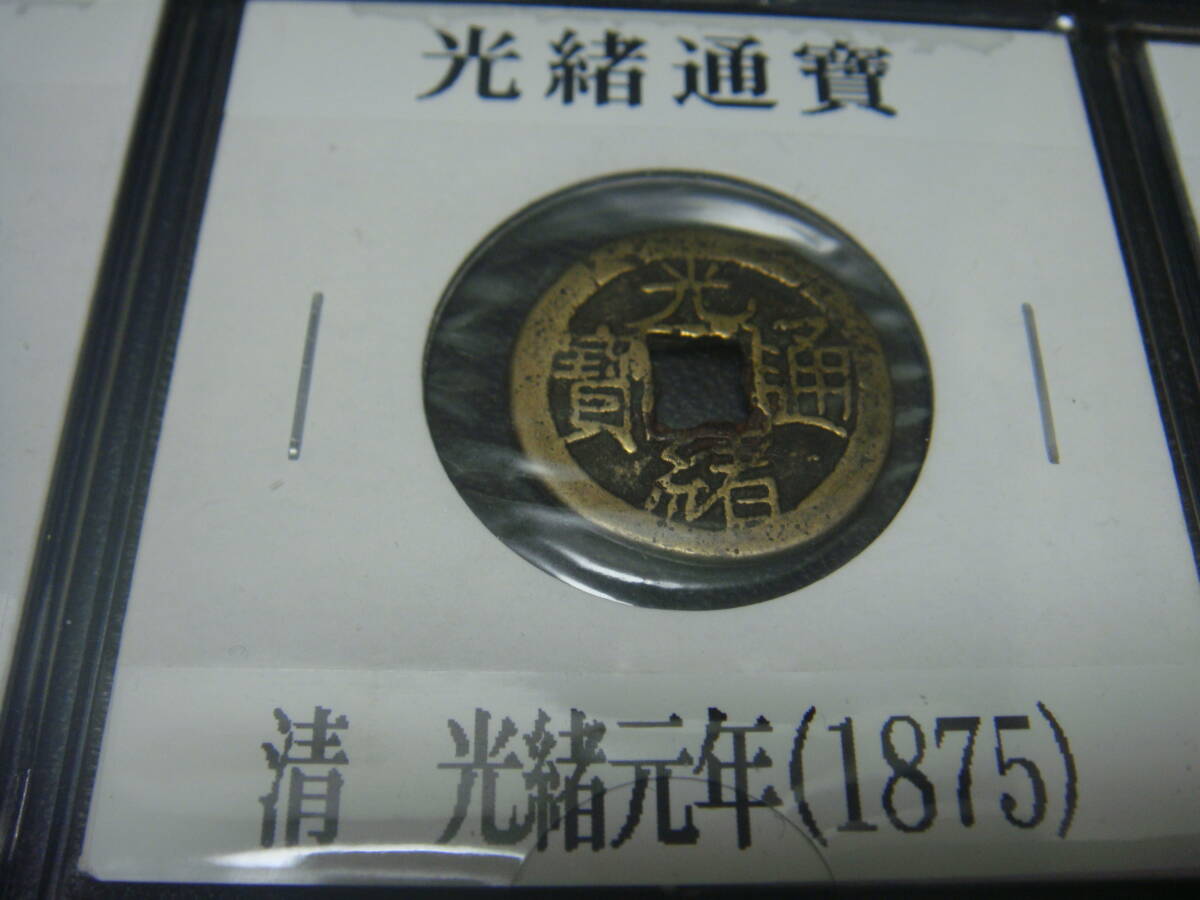 光緒通寶
光
寶 通
緒
清 光緒元年(1875)